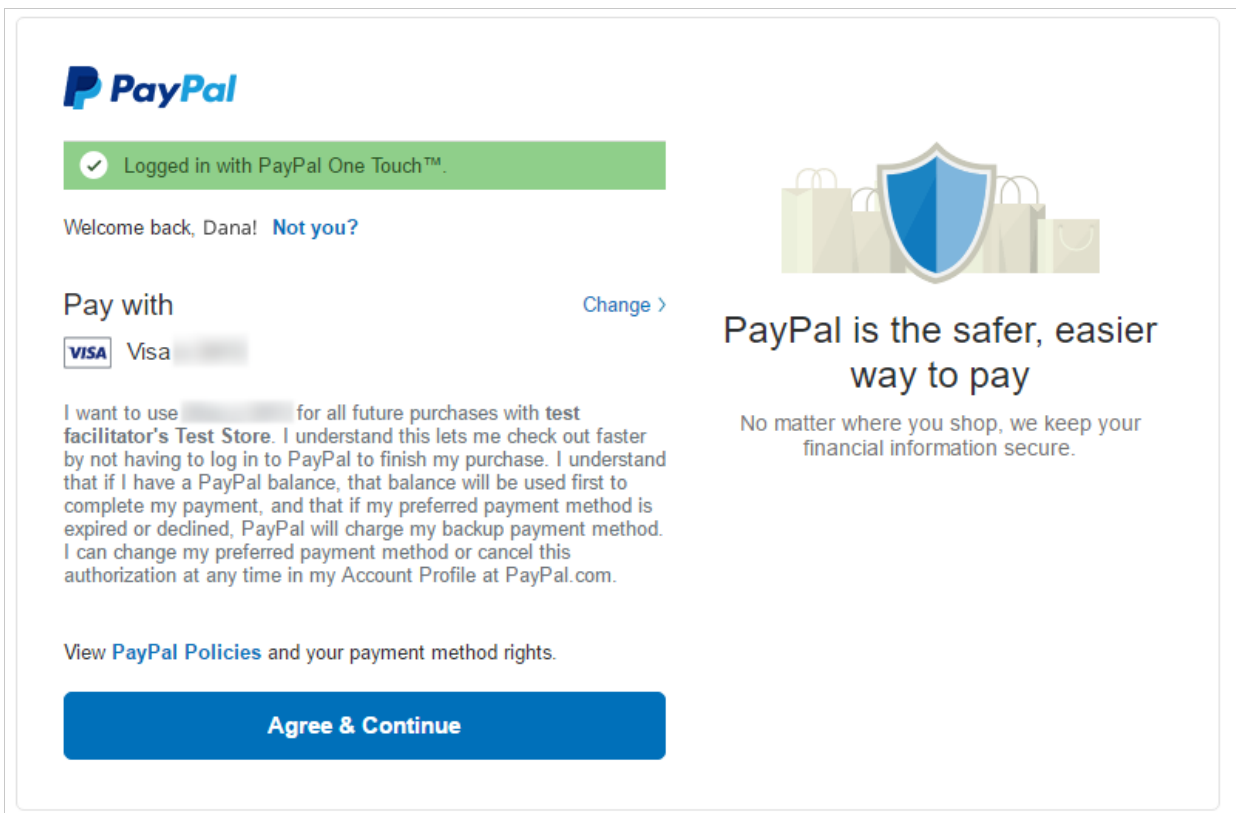 PayPal
Logged in with PayPal One Touch™.
Welcome back, Dana! Not you?
Pay with
Change >
VISA Visa
I want to use for all future purchases with test
facilitator's Test Store. I understand this lets me check out faster
by not having to log in to PayPal to finish my purchase. I understand
that if I have a PayPal balance, that balance will be used first to
complete my payment, and that if my preferred payment method is
expired or declined, PayPal will charge my backup payment method.
I can change my preferred payment method or cancel this
authorization at any time in my Account Profile at PayPal.com.
View PayPal Policies and your payment method rights.
Agree & Continue
PayPal is the safer, easier
way to pay
No matter where you shop, we keep your
financial information secure.